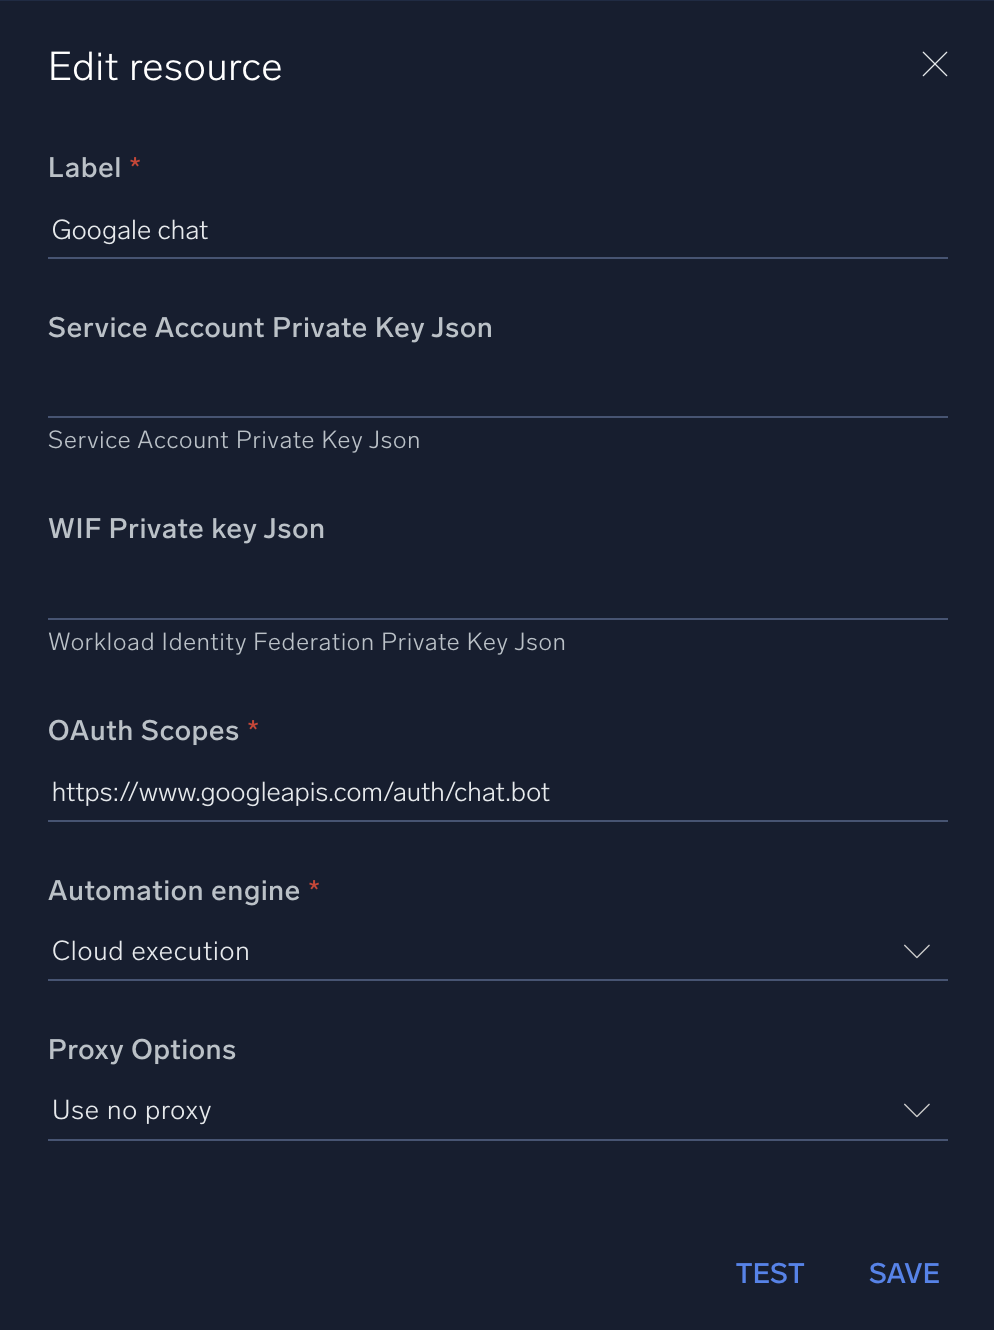 Edit resource
Label *
Googale chat
Service Account Private Key Json
Service Account Private Key Json
WIF Private key Json
Workload Identity Federation Private Key Json
OAuth Scopes *
https://www.googleapis.com/auth/chat.bot
Automation engine *
Cloud execution
Proxy Options
Use no proxy
TEST SAVE